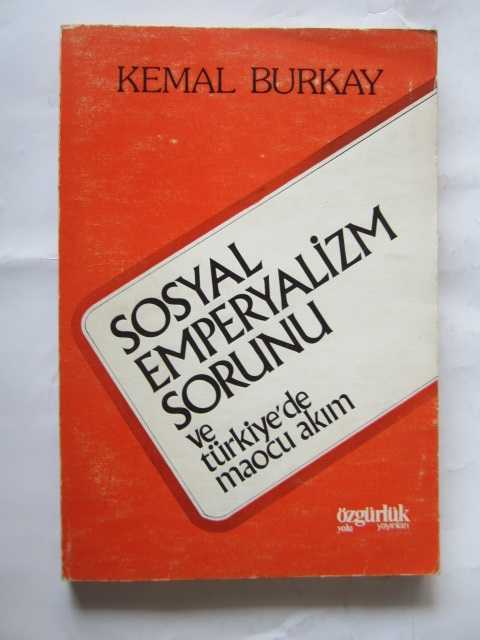 KEMAL BURKAY
SOSYAL
EMPERYALİZM
SORUNU
ve
türkiye'de
maocu akım
özgürlük
yolu yayınları